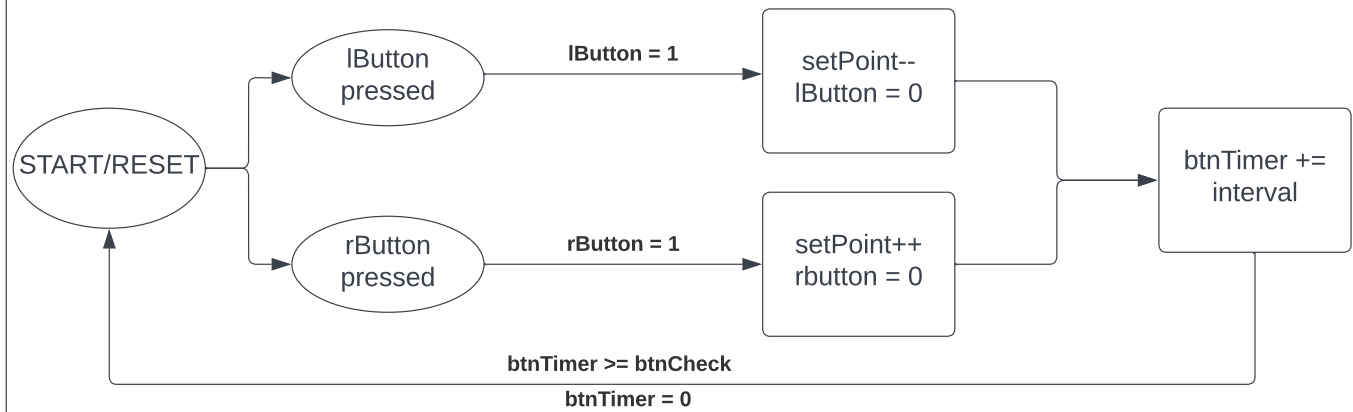 START/RESET
lButton
pressed
lButton = 1
setPoint--
lButton = 0
rButton
pressed
rButton = 1
setPoint++
rbutton = 0
btnTimer +=
interval
btnTimer >= btnCheck
btnTimer = 0